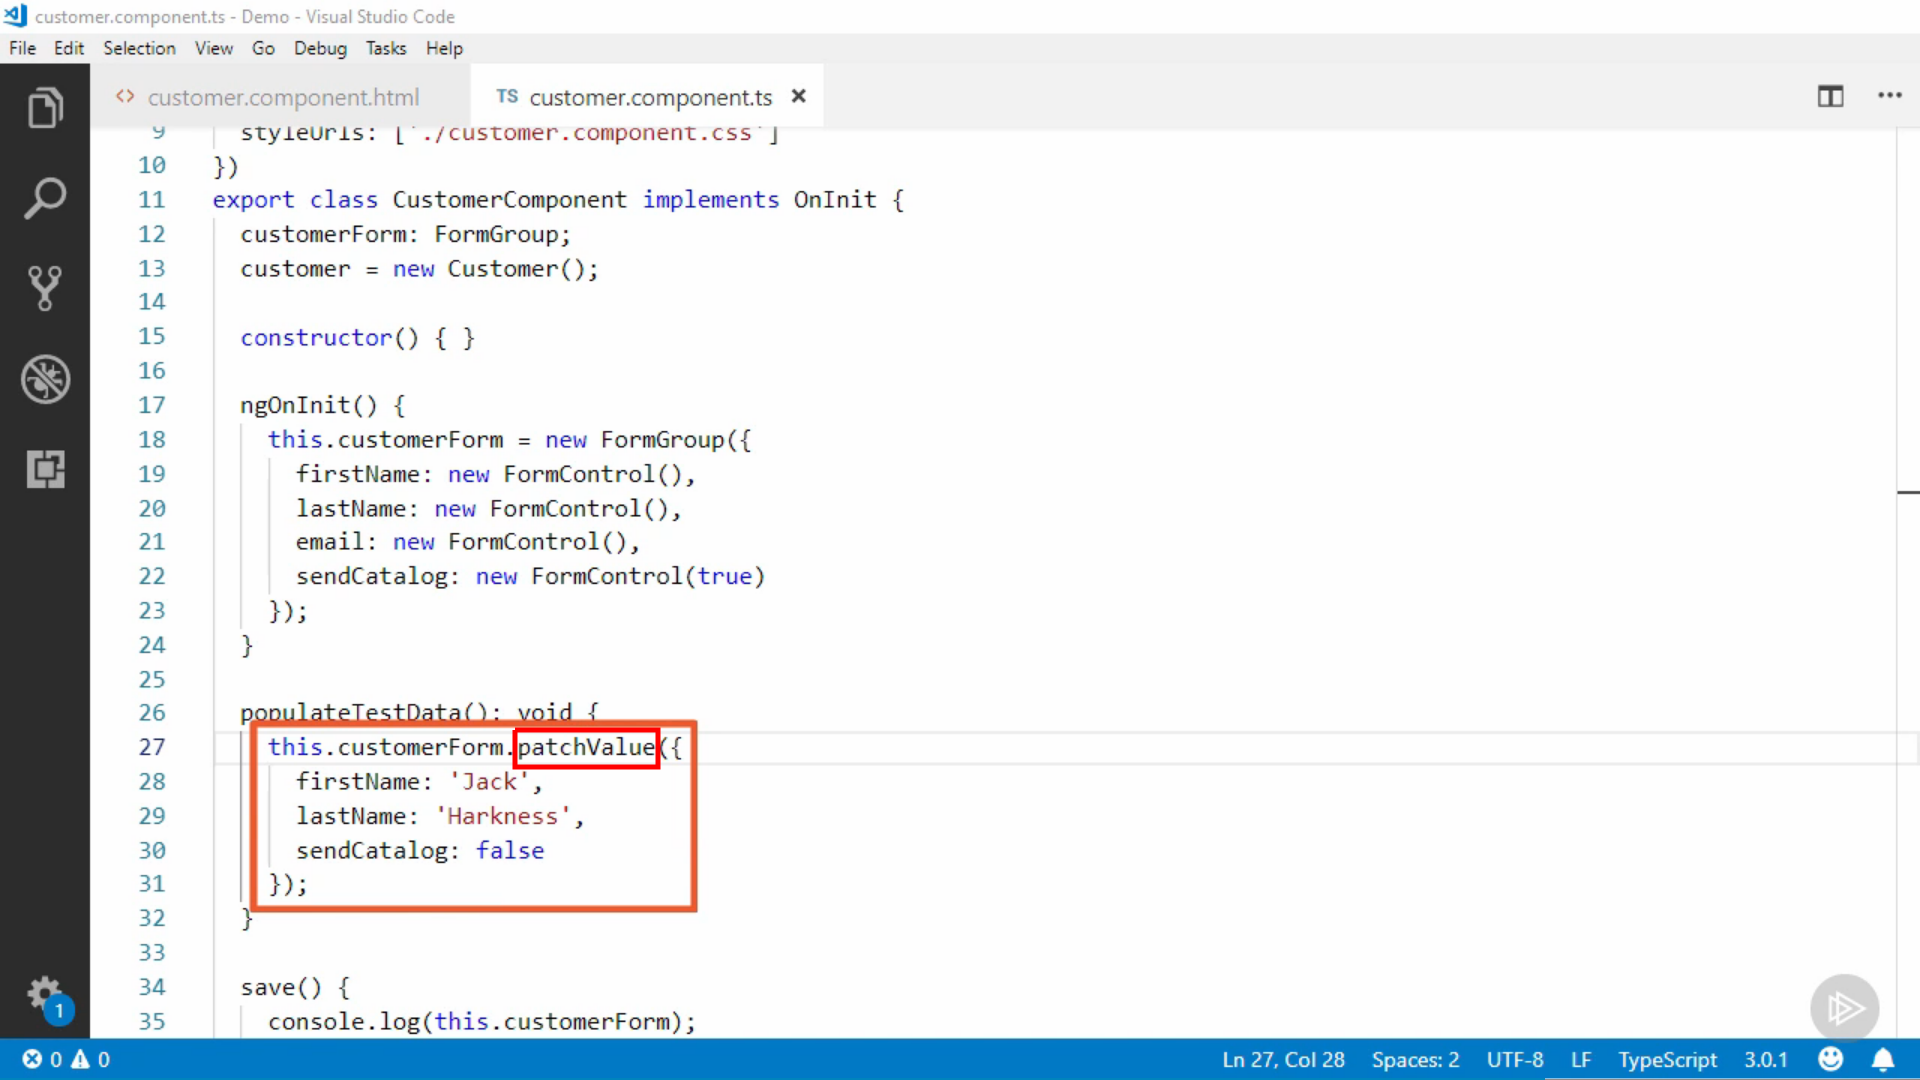 customer.component.ts - Demo - Visual Studio Code
File Edit Selection View Go Debug Tasks Help
<> customer.component.html TS customer.component.ts ×
9 styleUrls: ['./customer.component.css']
10 })
11 export class CustomerComponent implements OnInit {
12 customerForm: FormGroup;
13 customer = new Customer();
14
15 constructor() { }
16
17 ngOnInit() {
18 this.customerForm = new FormGroup({
19 firstName: new FormControl(),
20 lastName: new FormControl(),
21 email: new FormControl(),
22 sendCatalog: new FormControl(true)
23 });
24 }
25
26 populateTestData(): void {
27 this.customerForm.patchValue({
28 firstName: 'Jack',
29 lastName: 'Harkness',
30 sendCatalog: false
31 });
32 }
33
34 save() {
35 console.log(this.customerForm);
1
0 0 Ln 27, Col 28 Spaces: 2 UTF-8 LF TypeScript 3.0.1